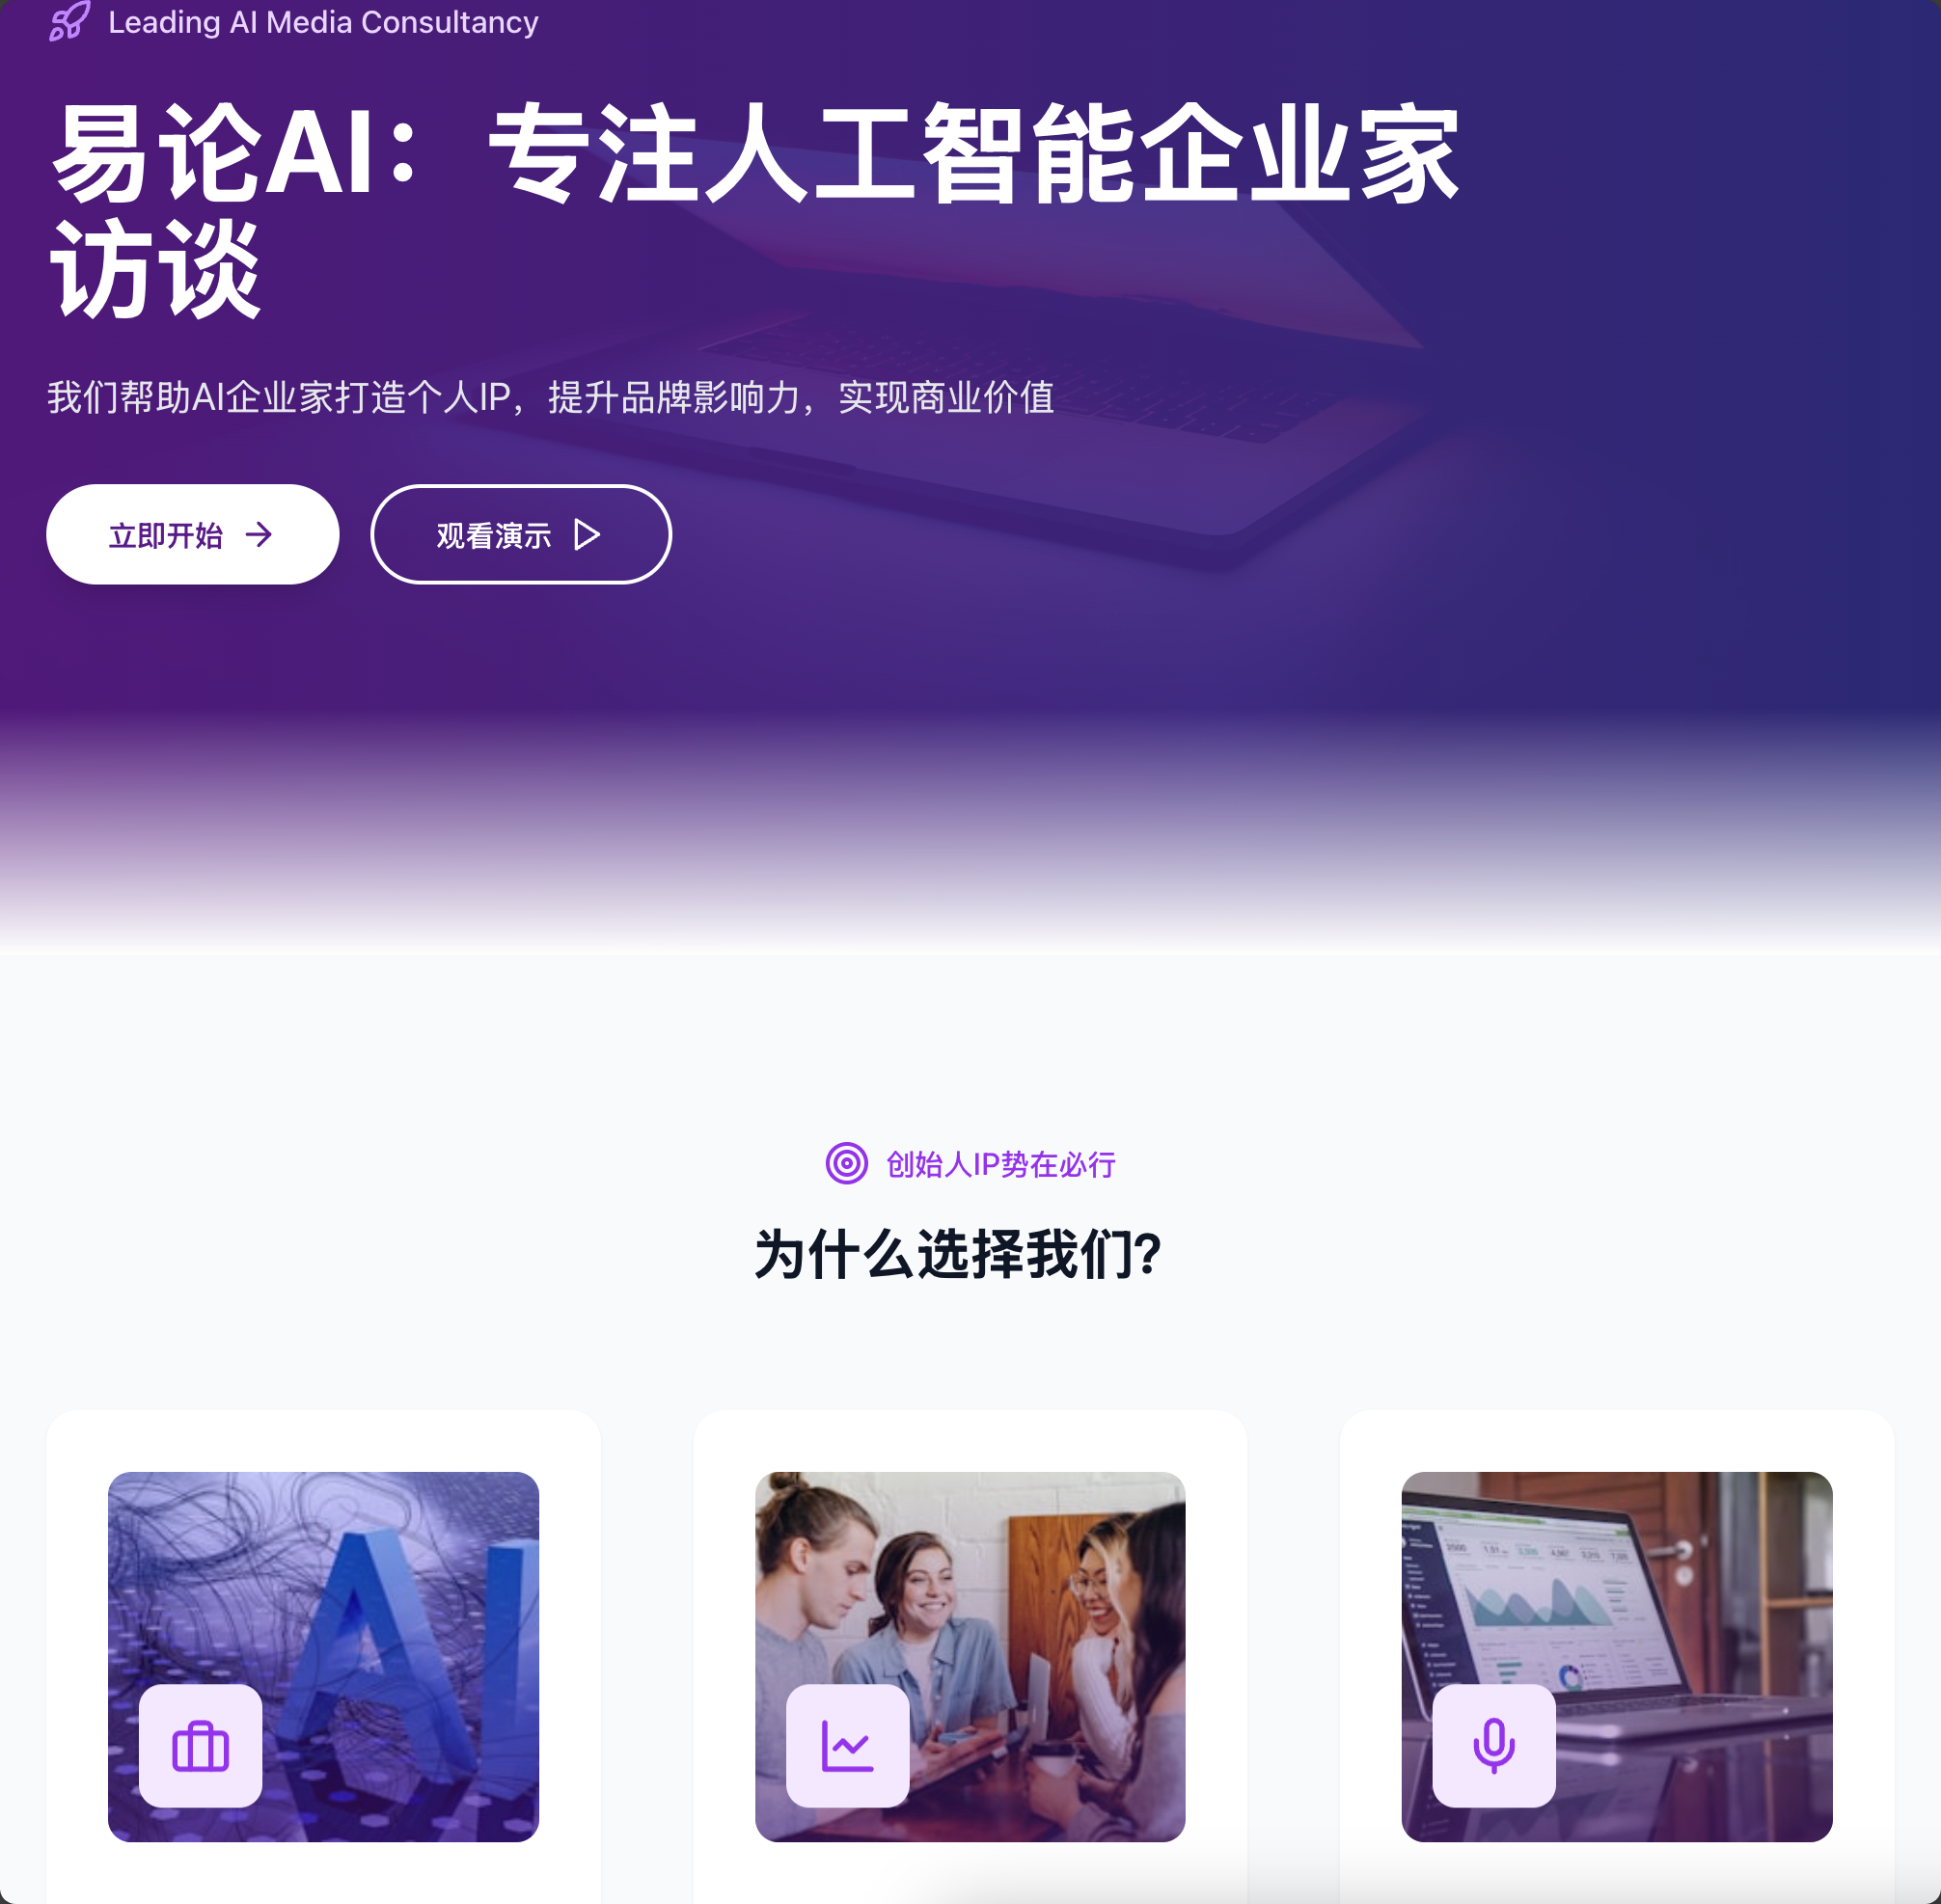 Leading AI Media Consultancy
易论AI：专注人工智能企业家
访谈
我们帮助AI企业家打造个人IP，提升品牌影响力，实现商业价值
立即开始
观看演示
创始人IP势在必行
为什么选择我们?
AI